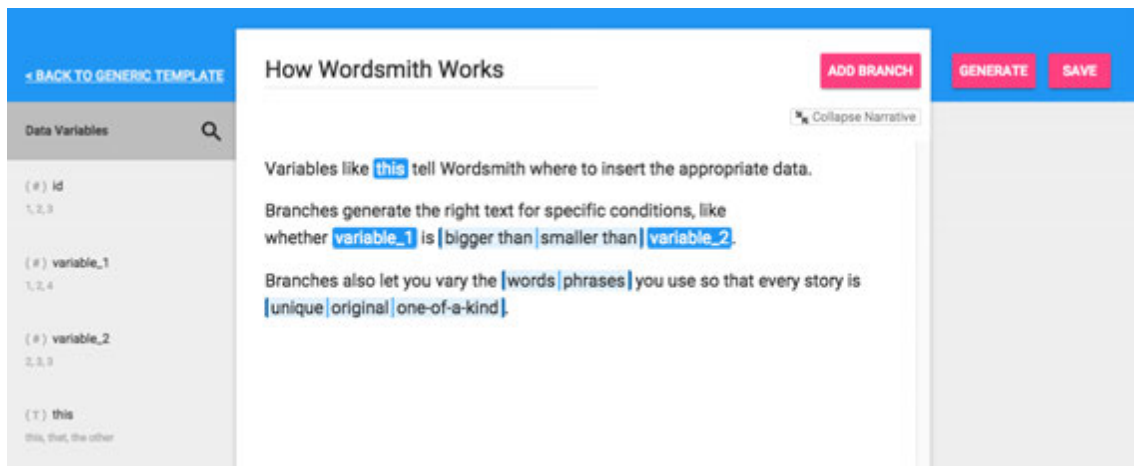 < BACK TO GENERIC TEMPLATE
How Wordsmith Works
ADD BRANCH
GENERATE
SAVE
Data Variables
Collapse Narrative
(#) id
1, 2, 3
(#) variable_1
1, 2, 4
(#) variable_2
2, 3, 3
(T) this
this, that, the other
Variables like this tell Wordsmith where to insert the appropriate data.
Branches generate the right text for specific conditions, like
whether variable_1 is |bigger than|smaller than| variable_2.
Branches also let you vary the |words|phrases| you use so that every story is
|unique|original|one-of-a-kind|.